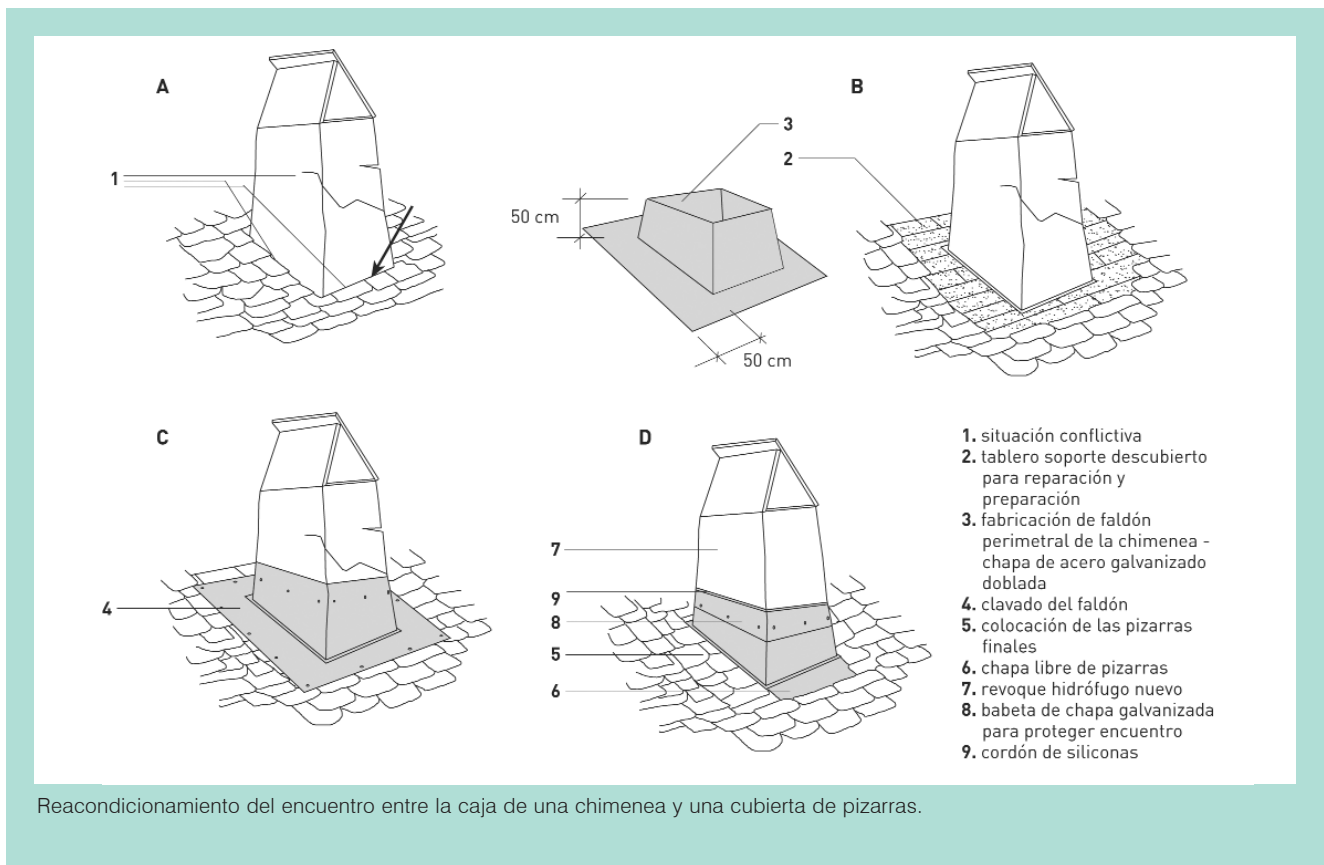 A
B
1
3
2
50 cm
50 cm
C
D
4
7
9
8
5
6
1. situación conflictiva
2. tablero soporte descubierto
para reparación y
preparación
3. fabricación de faldón
perimetral de la chimenea -
chapa de acero galvanizado
doblada
4. clavado del faldón
5. colocación de las pizarras
finales
6. chapa libre de pizarras
7. revoque hidrófugo nuevo
8. babeta de chapa galvanizada
para proteger encuentro
9. cordón de siliconas
Reacondicionamiento del encuentro entre la caja de una chimenea y una cubierta de pizarras.